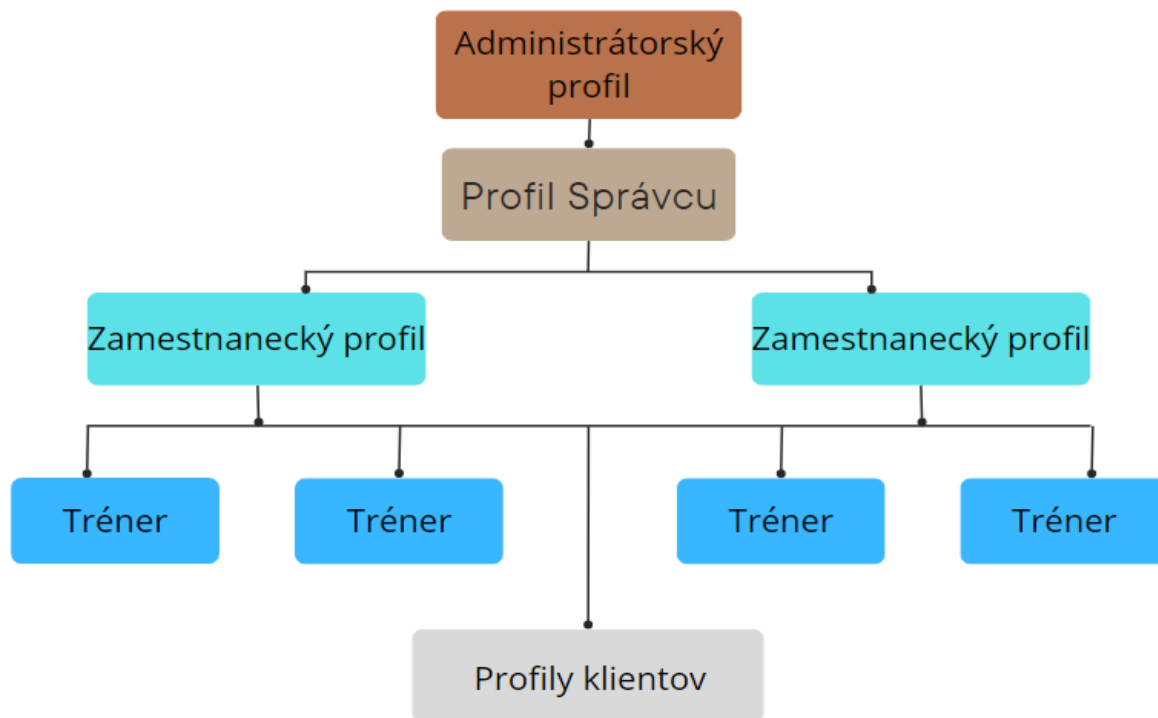 Administrátorský
profil
Profil Správcu
Zamestnanecký profil
Zamestnanecký profil
Tréner
Tréner
Tréner
Tréner
Profily klientov